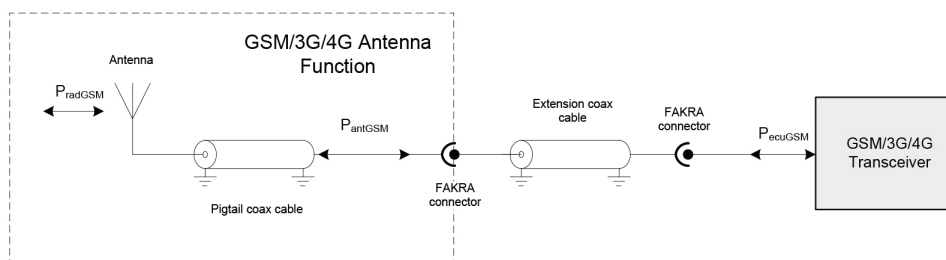 GSM/3G/4G Antenna
Function
Antenna
PradGSM
PantGSM
Pigtail coax cable
FAKRA
connector
Extension coax
cable
FAKRA
connector
PecuGSM
GSM/3G/4G
Transceiver